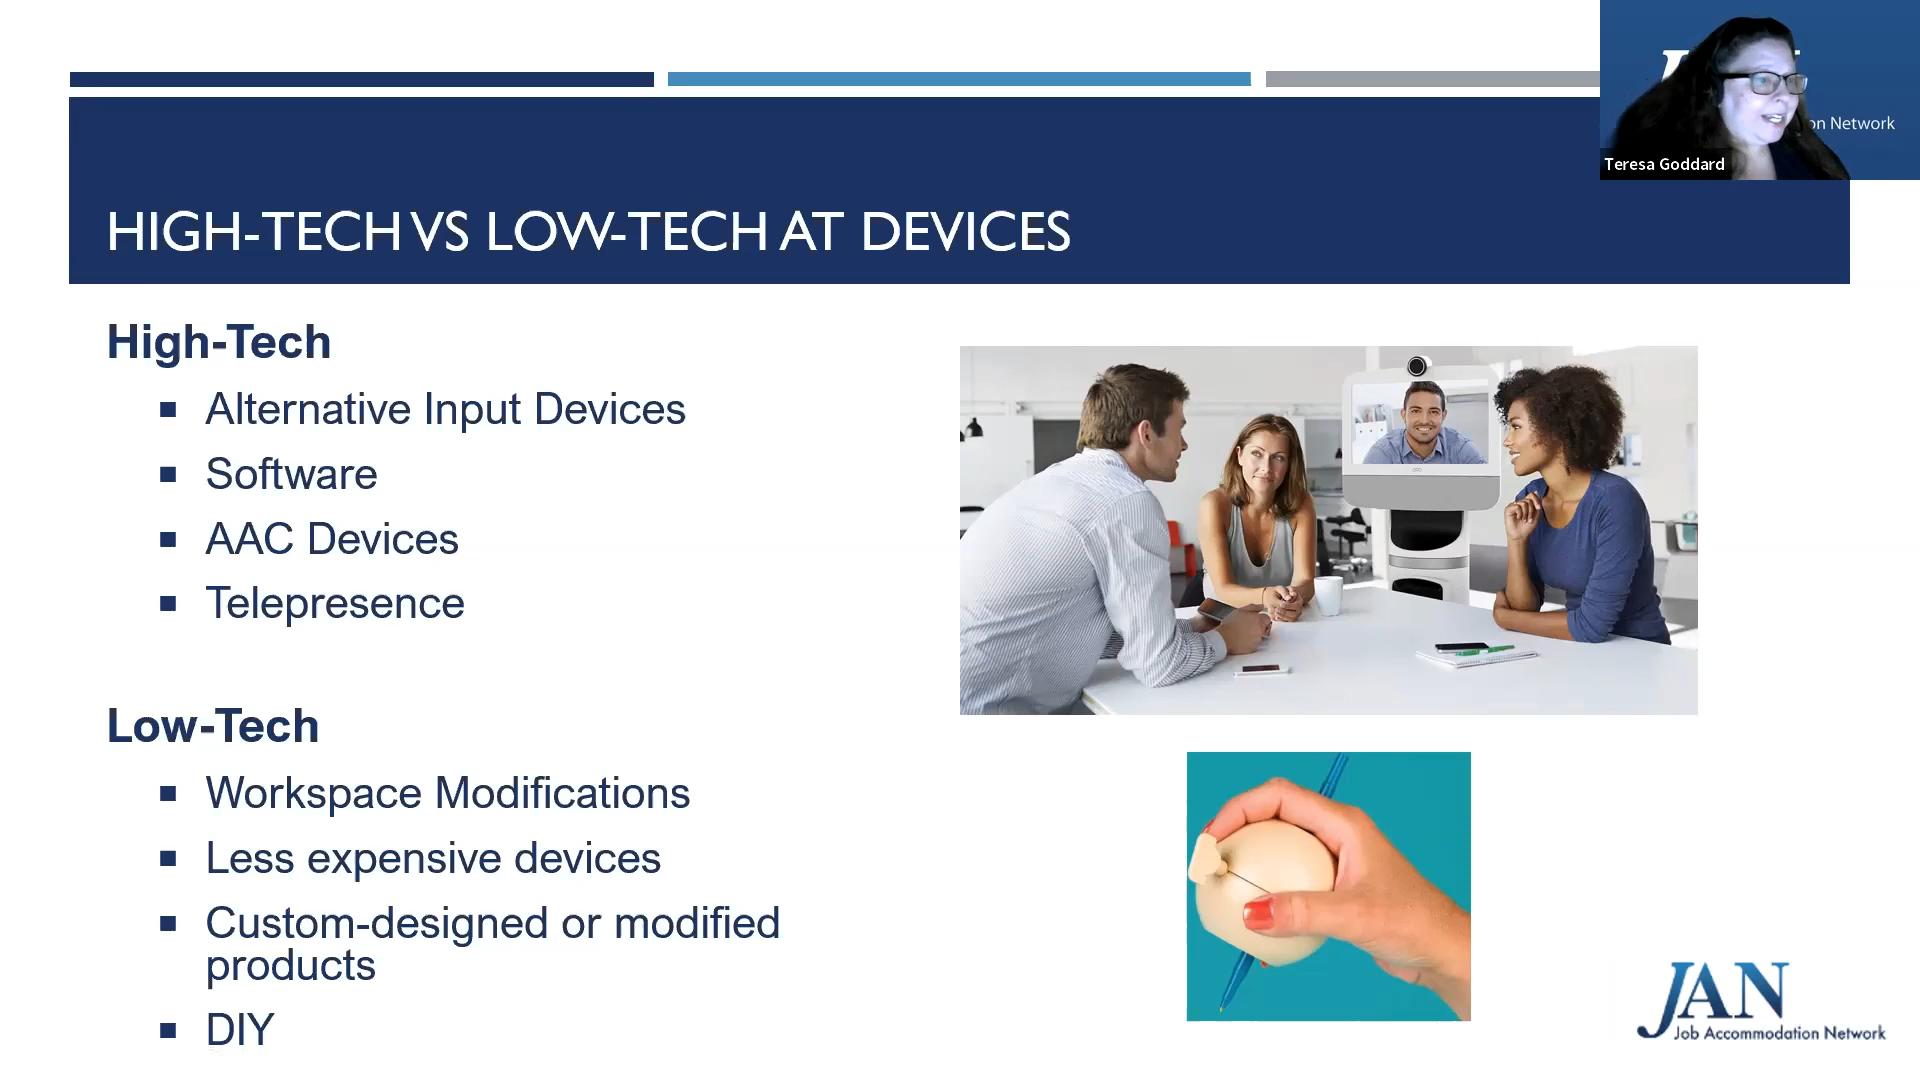 on Network
Teresa Goddard
HIGH-TECH VS LOW-TECH AT DEVICES
High-Tech
Alternative Input Devices
Software
AAC Devices
Telepresence
Low-Tech
Workspace Modifications
Less expensive devices
Custom-designed or modified
products
DIY
JAN
Job Accommodation Network